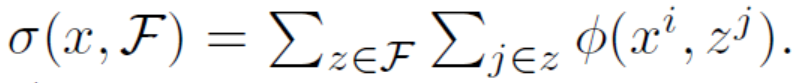 σ(x, ℱ) = ∑_{z∈ℱ} ∑_{j∈z} ϕ(x^i, z^j).